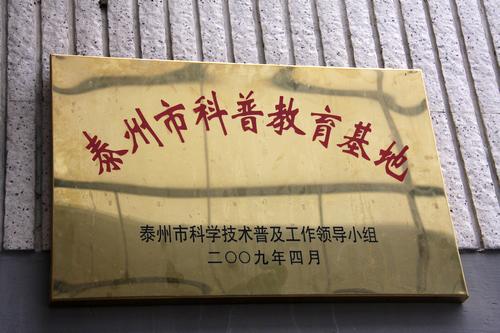 泰州市科普教育基地
泰州市科学技术普及工作领导小组
二〇〇九年四月